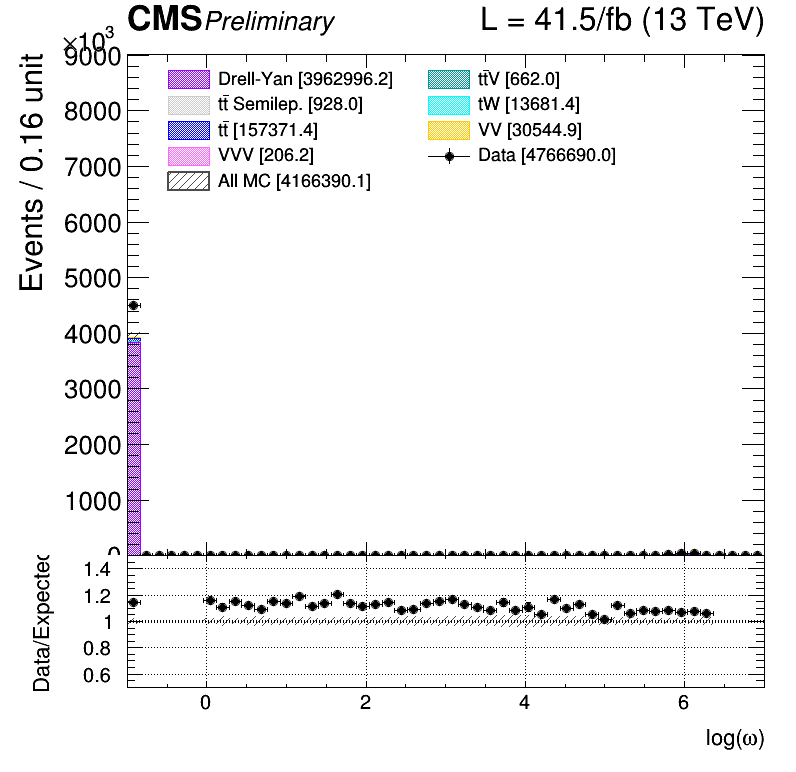 CMS Preliminary L = 41.5/fb (13 TeV)
×10³
Events / 0.16 unit
9000
8000
7000
6000
5000
4000
3000
2000
1000
0
Drell-Yan [3962996.2]
tt̄ Semilep. [928.0]
tt̄ [157371.4]
VVV [206.2]
All MC [4166390.1]
tt̄V [662.0]
tW [13681.4]
VV [30544.9]
Data [4766690.0]
Data/Expected
1.4
1.2
1
0.8
0.6
0 2 4 6
log(ω)